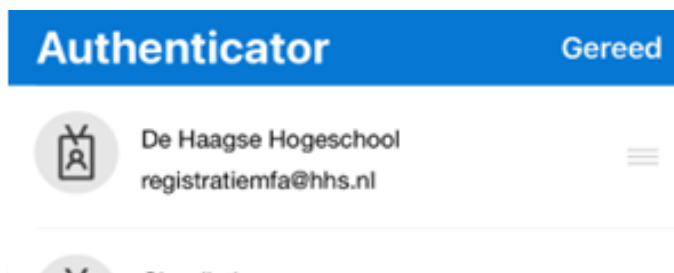 Authenticator
Gereed
De Haagse Hogeschool
registratiemfa@hhs.nl